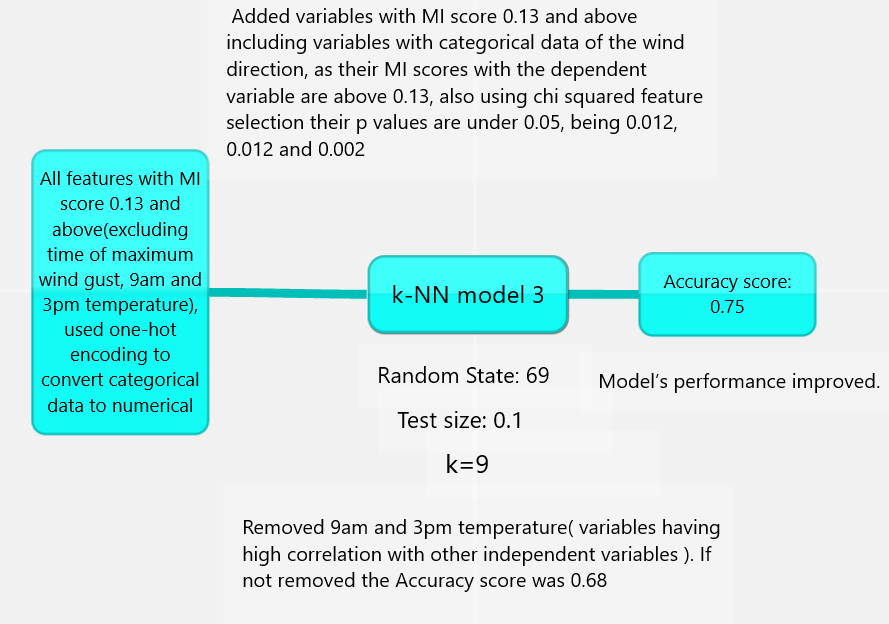 Added variables with MI score 0.13 and above
including variables with categorical data of the wind
direction, as their MI scores with the dependent
variable are above 0.13, also using chi squared feature
selection their p values are under 0.05, being 0.012,
0.012 and 0.002
All features with MI
score 0.13 and
above(excluding
time of maximum
wind gust, 9am and
3pm temperature),
used one-hot
encoding to
convert categorical
data to numerical
k-NN model 3
Accuracy score:
0.75
Random State: 69
Test size: 0.1
k=9
Model’s performance improved.
Removed 9am and 3pm temperature( variables having
high correlation with other independent variables ). If
not removed the Accuracy score was 0.68